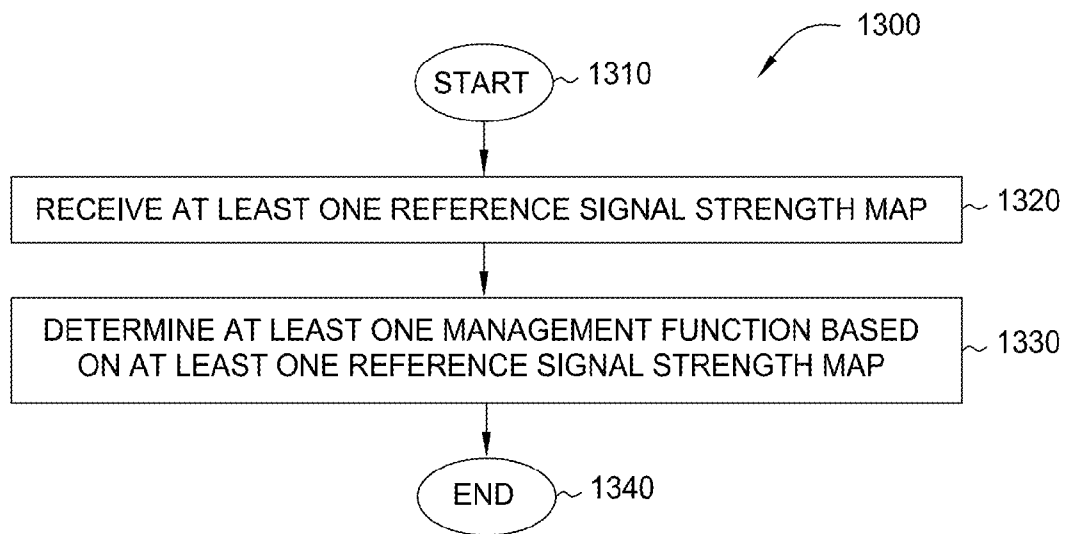 1300
START
1310
RECEIVE AT LEAST ONE REFERENCE SIGNAL STRENGTH MAP
1320
DETERMINE AT LEAST ONE MANAGEMENT FUNCTION BASED
ON AT LEAST ONE REFERENCE SIGNAL STRENGTH MAP
1330
END
1340